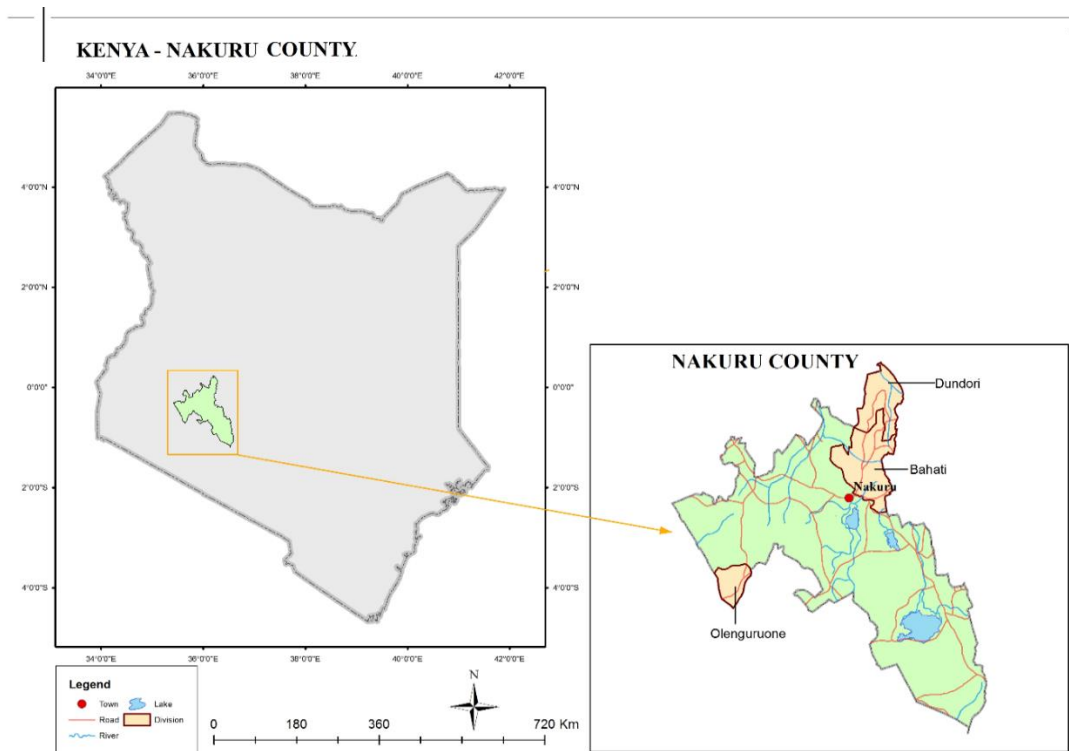 KENYA - NAKURU COUNTY.
34°0'0"E 36°0'0"E 38°0'0"E 40°0'0"E 42°0'0"E
4°0'0"N
4°0'0"N
2°0'0"N
2°0'0"N
0°0'0"
0°0'0"
2°0'0"S
2°0'0"S
4°0'0"S
4°0'0"S
34°0'0"E 36°0'0"E 38°0'0"E 40°0'0"E 42°0'0"E
NAKURU COUNTY
Dundori
Bahati
Nakuru
Olenguruone
Legend
Town Lake
Road Division
River
N
0 180 360 720 Km